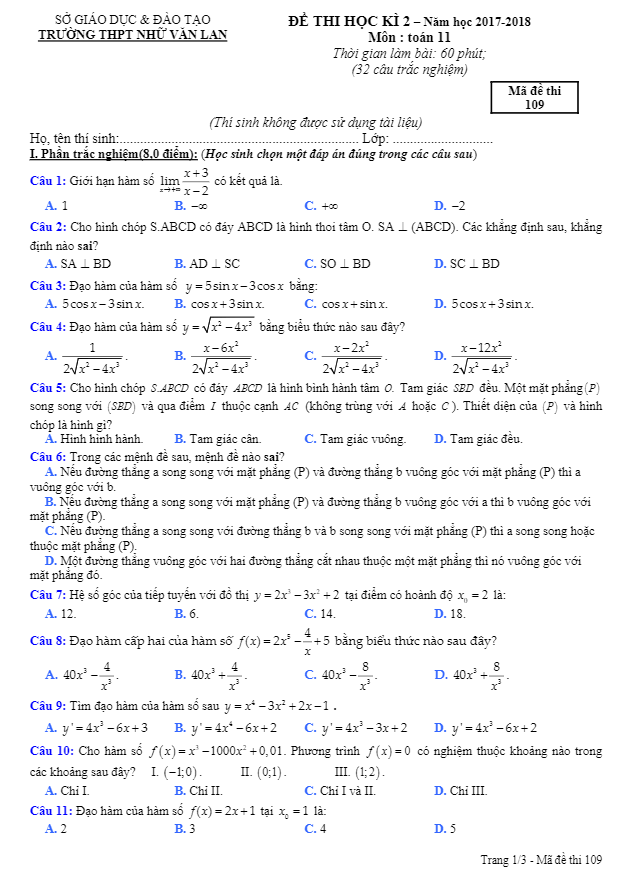 SỞ GIÁO DỤC & ĐÀO TẠO
TRƯỜNG THPT NHỮ VĂN LAN
ĐỀ THI HỌC KÌ 2 – Năm học 2017-2018
Môn : toán 11
Thời gian làm bài: 60 phút;
(32 câu trắc nghiệm)
Mã đề thi
109
(Thí sinh không được sử dụng tài liệu)
Họ, tên thí sinh:..................................................................... Lớp: .............................
I. Phần trắc nghiệm(8,0 điểm): (Học sinh chọn một đáp án đúng trong các câu sau)
Câu 1: Giới hạn hàm số $\lim_{x\to+\infty}\frac{x+3}{x-2}$ có kết quả là.
A. 1 B. −∞ C. +∞ D. −2
Câu 2: Cho hình chóp S.ABCD có đáy ABCD là hình thoi tâm O. SA ⊥ (ABCD). Các khẳng định sau, khẳng
định nào sai?
A. SA ⊥ BD B. AD ⊥ SC C. SO ⊥ BD D. SC ⊥ BD
Câu 3: Đạo hàm của hàm số y = 5sin x − 3cos x bằng:
A. 5cos x − 3sin x. B. cos x + 3sin x. C. cos x + sin x. D. 5cos x + 3sin x.
Câu 4: Đạo hàm của hàm số $y=\sqrt{x^2-4x^3}$ bằng biểu thức nào sau đây?
A. $\frac{1}{2\sqrt{x^2-4x^3}}$. B. $\frac{x-6x^2}{2\sqrt{x^2-4x^3}}$. C. $\frac{x-2x^2}{2\sqrt{x^2-4x^3}}$. D. $\frac{x-12x^2}{2\sqrt{x^2-4x^3}}$.
Câu 5: Cho hình chóp S.ABCD có đáy ABCD là hình bình hành tâm O. Tam giác SBD đều. Một mặt phẳng (P)
song song với (SBD) và qua điểm I thuộc cạnh AC (không trùng với A hoặc C ). Thiết diện của (P) và hình
chóp là hình gì?
A. Hình hình hành. B. Tam giác cân. C. Tam giác vuông. D. Tam giác đều.
Câu 6: Trong các mệnh đề sau, mệnh đề nào sai?
A. Nếu đường thẳng a song song với mặt phẳng (P) và đường thẳng b vuông góc với mặt phẳng (P) thì a
vuông góc với b.
B. Nếu đường thẳng a song song với mặt phẳng (P) và đường thẳng b vuông góc với a thì b vuông góc với
mặt phẳng (P).
C. Nếu đường thẳng a song song với đường thẳng b và b song song với mặt phẳng (P) thì a song song hoặc
thuộc mặt phẳng (P).
D. Một đường thẳng vuông góc với hai đường thẳng cắt nhau thuộc một mặt phẳng thì nó vuông góc với
mặt phẳng đó.
Câu 7: Hệ số góc của tiếp tuyến với đồ thị $y=2x^3-3x^2+2$ tại điểm có hoành độ $x_0=2$ là:
A. 12. B. 6. C. 14. D. 18.
Câu 8: Đạo hàm cấp hai của hàm số $f(x)=2x^5-\frac{4}{x}+5$ bằng biểu thức nào sau đây?
A. $40x^3-\frac{4}{x^3}$. B. $40x^3+\frac{4}{x^3}$. C. $40x^3-\frac{8}{x^3}$. D. $40x^3+\frac{8}{x^3}$.
Câu 9: Tìm đạo hàm của hàm số sau $y=x^4-3x^2+2x-1$ .
A. $y'=4x^3-6x+3$ B. $y'=4x^4-6x+2$ C. $y'=4x^3-3x+2$ D. $y'=4x^3-6x+2$
Câu 10: Cho hàm số $f(x)=x^3-1000x^2+0,01$. Phương trình $f(x)=0$ có nghiệm thuộc khoảng nào trong
các khoảng sau đây? I. (−1;0). II. (0;1). III. (1;2).
A. Chỉ I. B. Chỉ II. C. Chỉ I và II. D. Chỉ III.
Câu 11: Đạo hàm của hàm số $f(x)=2x+1$ tại $x_0=1$ là:
A. 2 B. 3 C. 4 D. 5
Trang 1/3 - Mã đề thi 109